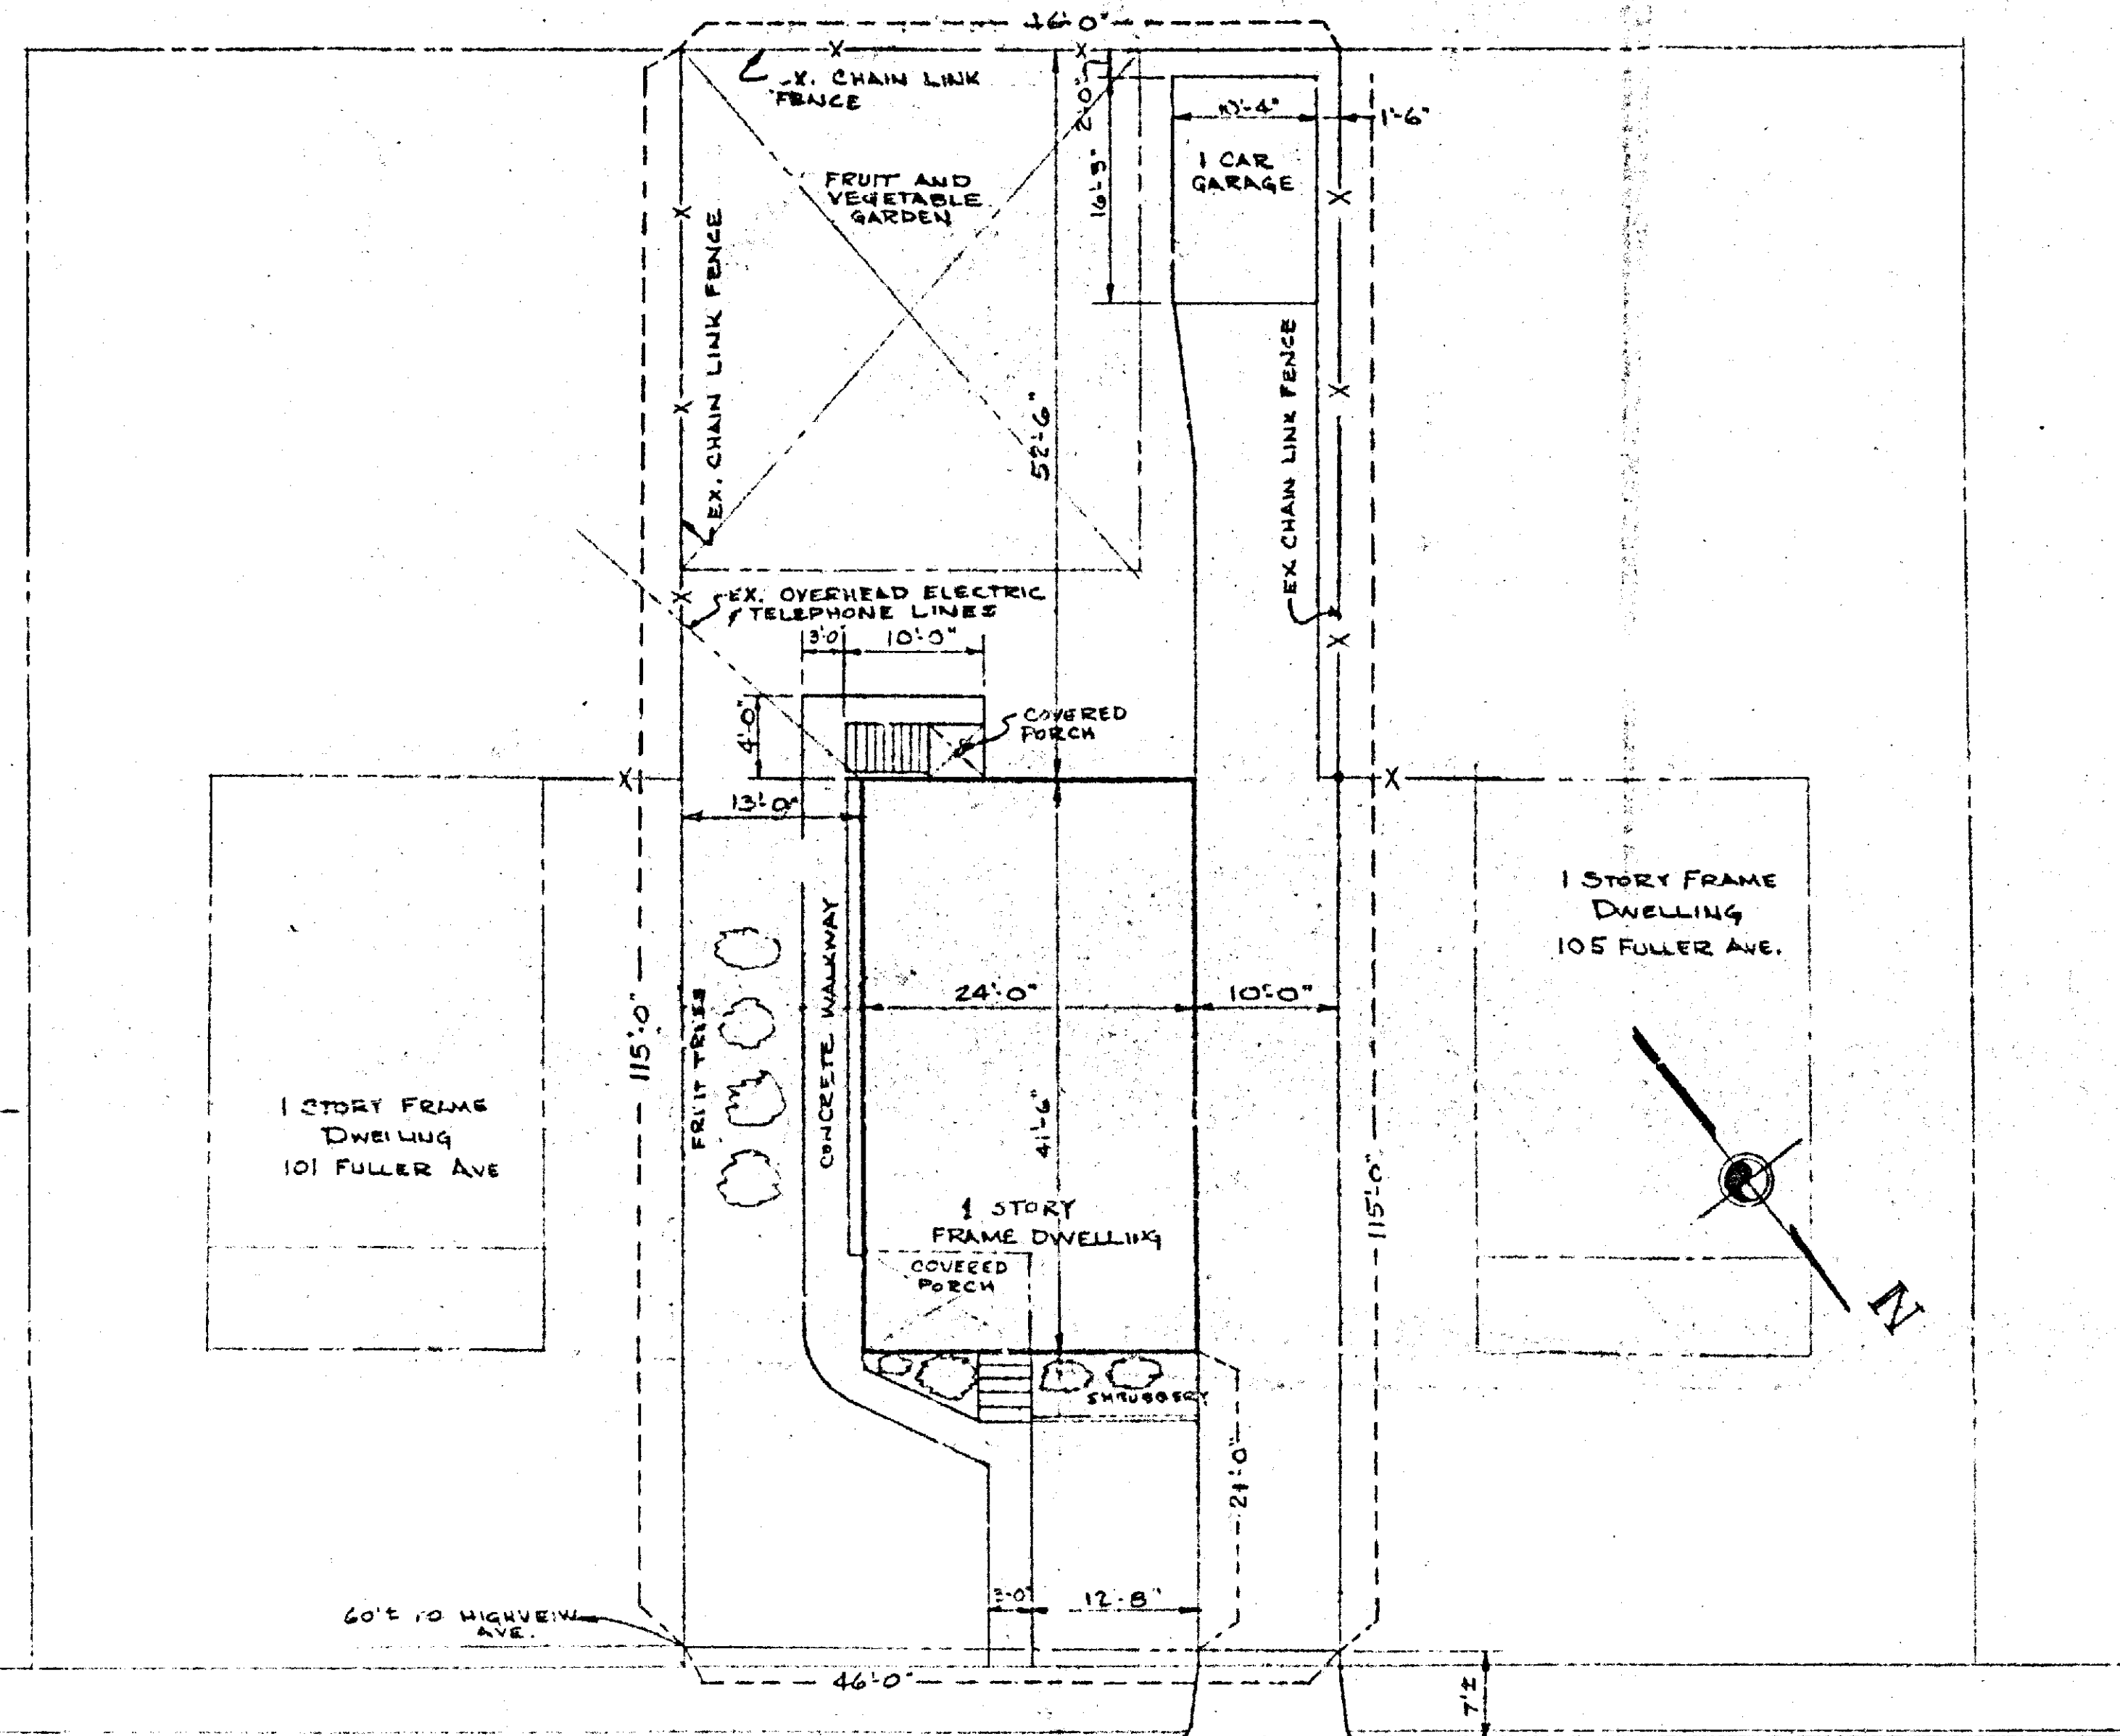 46'-0"
EX. CHAIN LINK
FENCE
2'-0"
10'-4"
1'-6"
1 CAR
GARAGE
16'-3"
FRUIT AND
VEGETABLE
GARDEN
EX. CHAIN LINK FENCE
EX CHAIN LINK FENCE
52'-6"
EX. OVERHEAD ELECTRIC
& TELEPHONE LINES
3'-0"
10'-0"
4'-0"
COVERED
PORCH
13'-0"
1 STORY FRAME
DWELLING
105 FULLER AVE.
CONCRETE WALKWAY
FRUIT TREES
24'-0"
10'-0"
115'-0"
41'-6"
1 STORY FRAME
DWELLING
101 FULLER AVE
115'-0"
1 STORY
FRAME DWELLING
COVERED
PORCH
N
SHRUBBERY
21'-0"
3'-0"
12'-8"
60'± TO HIGHVEIW
AVE.
46'-0"
7'±